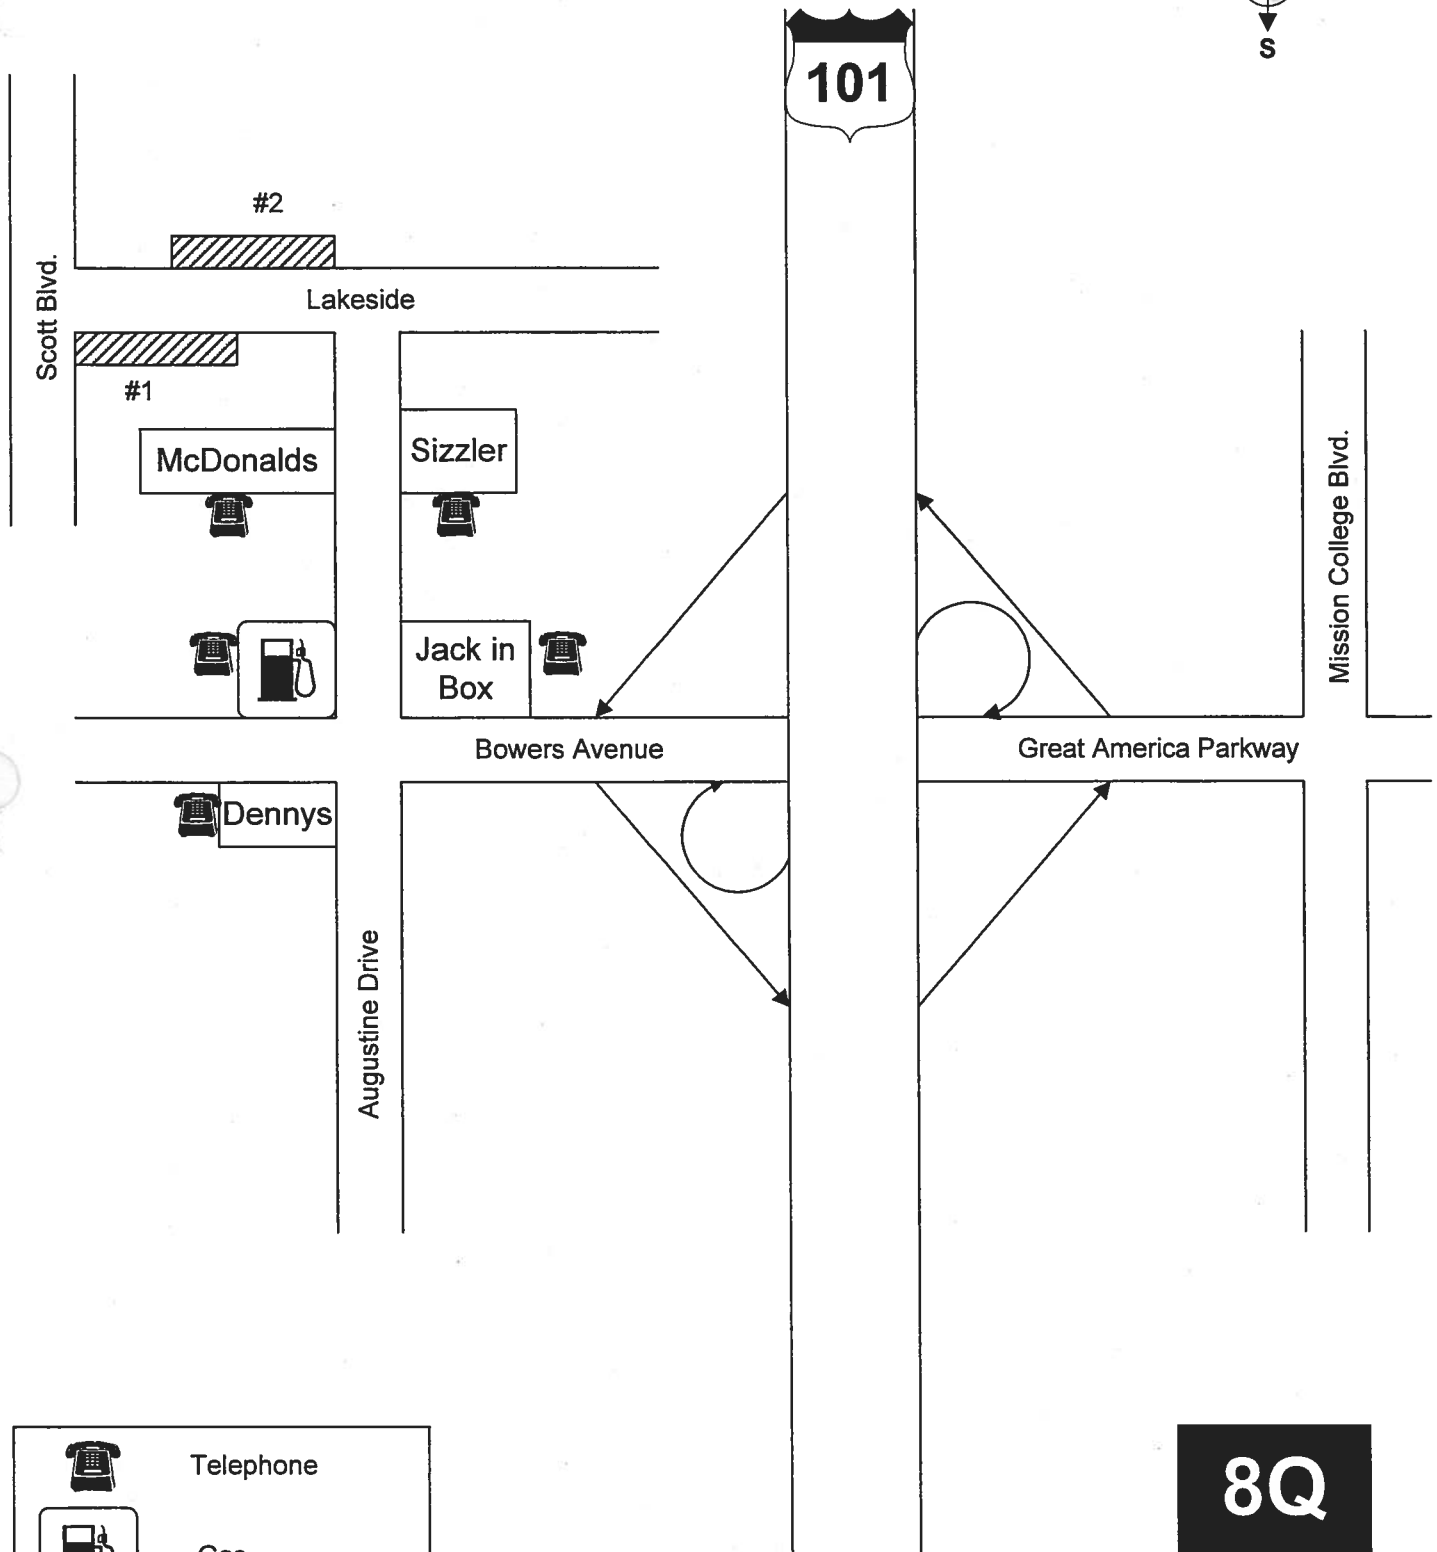 S
101
#2
Lakeside
Scott Blvd.
#1
McDonalds
Sizzler
Mission College Blvd.
Jack in
Box
Bowers Avenue
Great America Parkway
Dennys
Augustine Drive
Telephone
8Q
Gas